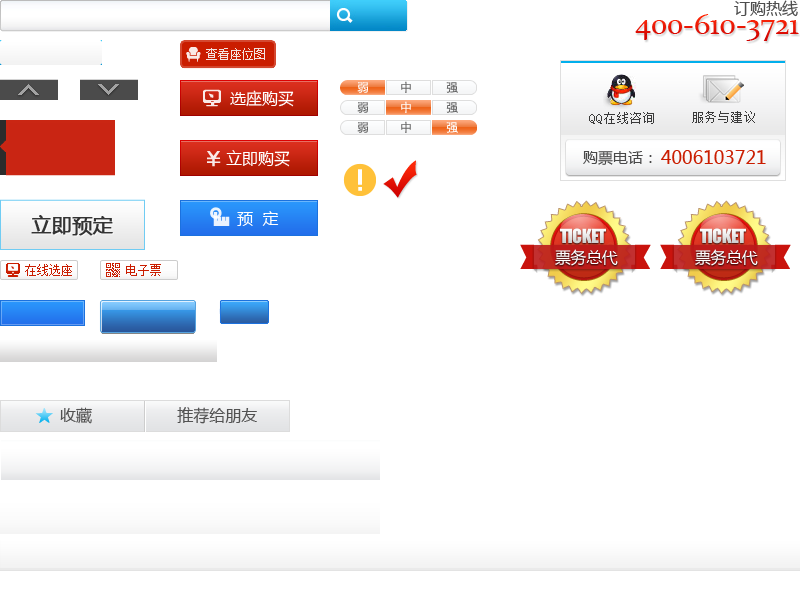 订购热线
400-610-3721
查看座位图
选座购买
弱 中 强
弱 中 强
弱 中 强
QQ在线咨询 服务与建议
¥ 立即购买
购票电话： 4006103721
立即预定
预 定
TICKET
票务总代
TICKET
票务总代
在线选座
电子票
收藏
推荐给朋友